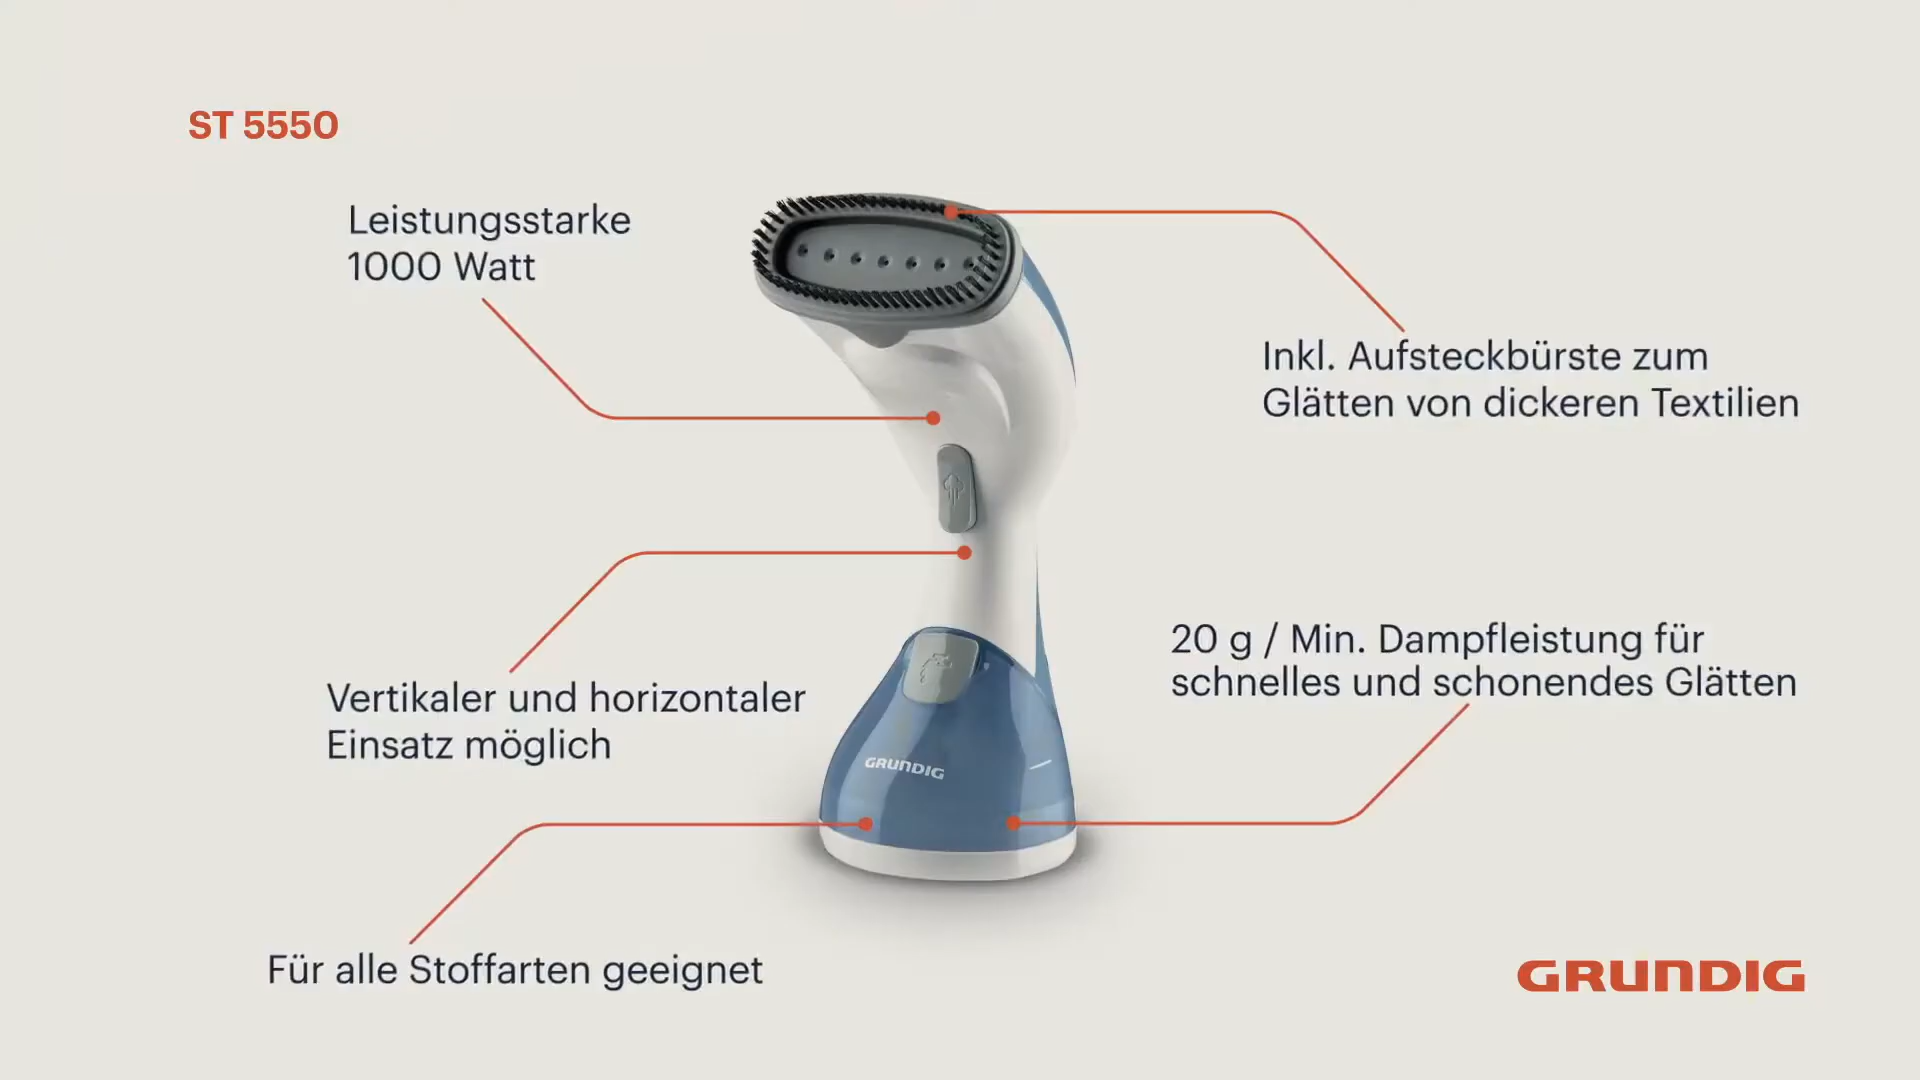 ST 5550
Leistungsstarke
1000 Watt
Inkl. Aufsteckbürste zum
Glätten von dickeren Textilien
Vertikaler und horizontaler
Einsatz möglich
20 g / Min. Dampfleistung für
schnelles und schonendes Glätten
GRUNDIG
Für alle Stoffarten geeignet
GRUNDIG